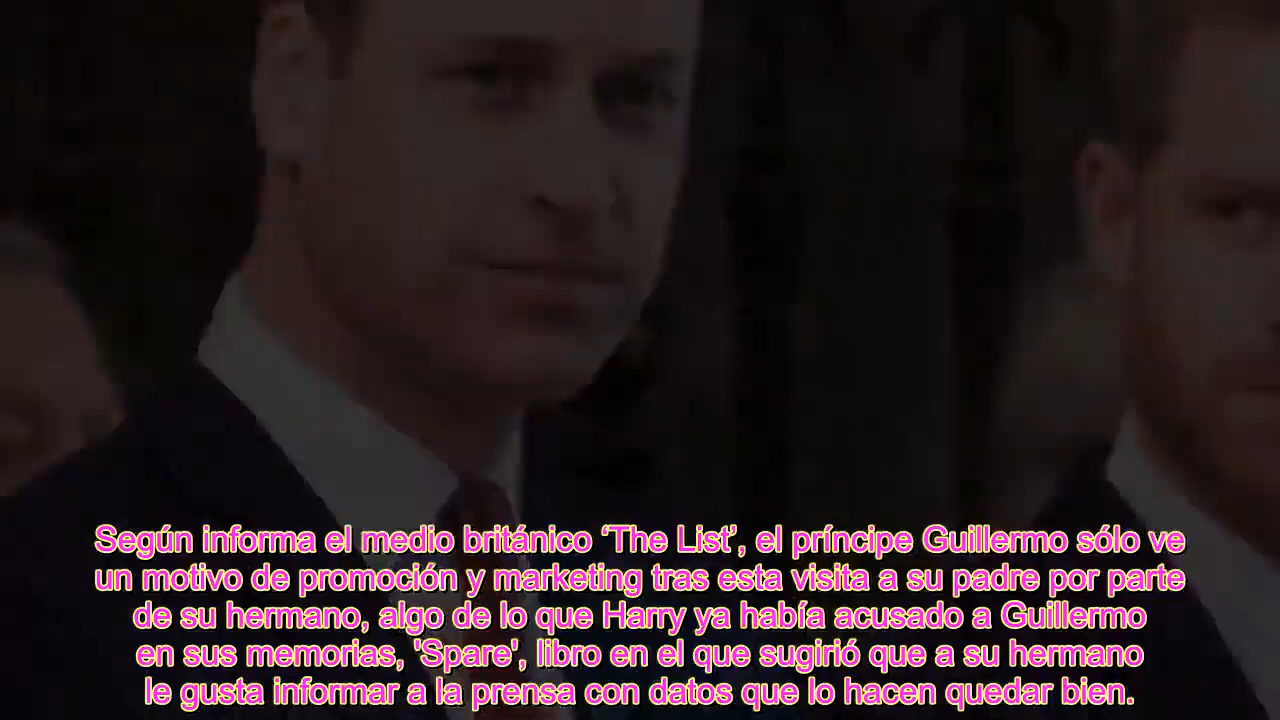 Según informa el medio británico ‘The List’, el príncipe Guillermo sólo ve
un motivo de promoción y marketing tras esta visita a su padre por parte
de su hermano, algo de lo que Harry ya había acusado a Guillermo
en sus memorias, 'Spare', libro en el que sugirió que a su hermano
le gusta informar a la prensa con datos que lo hacen quedar bien.